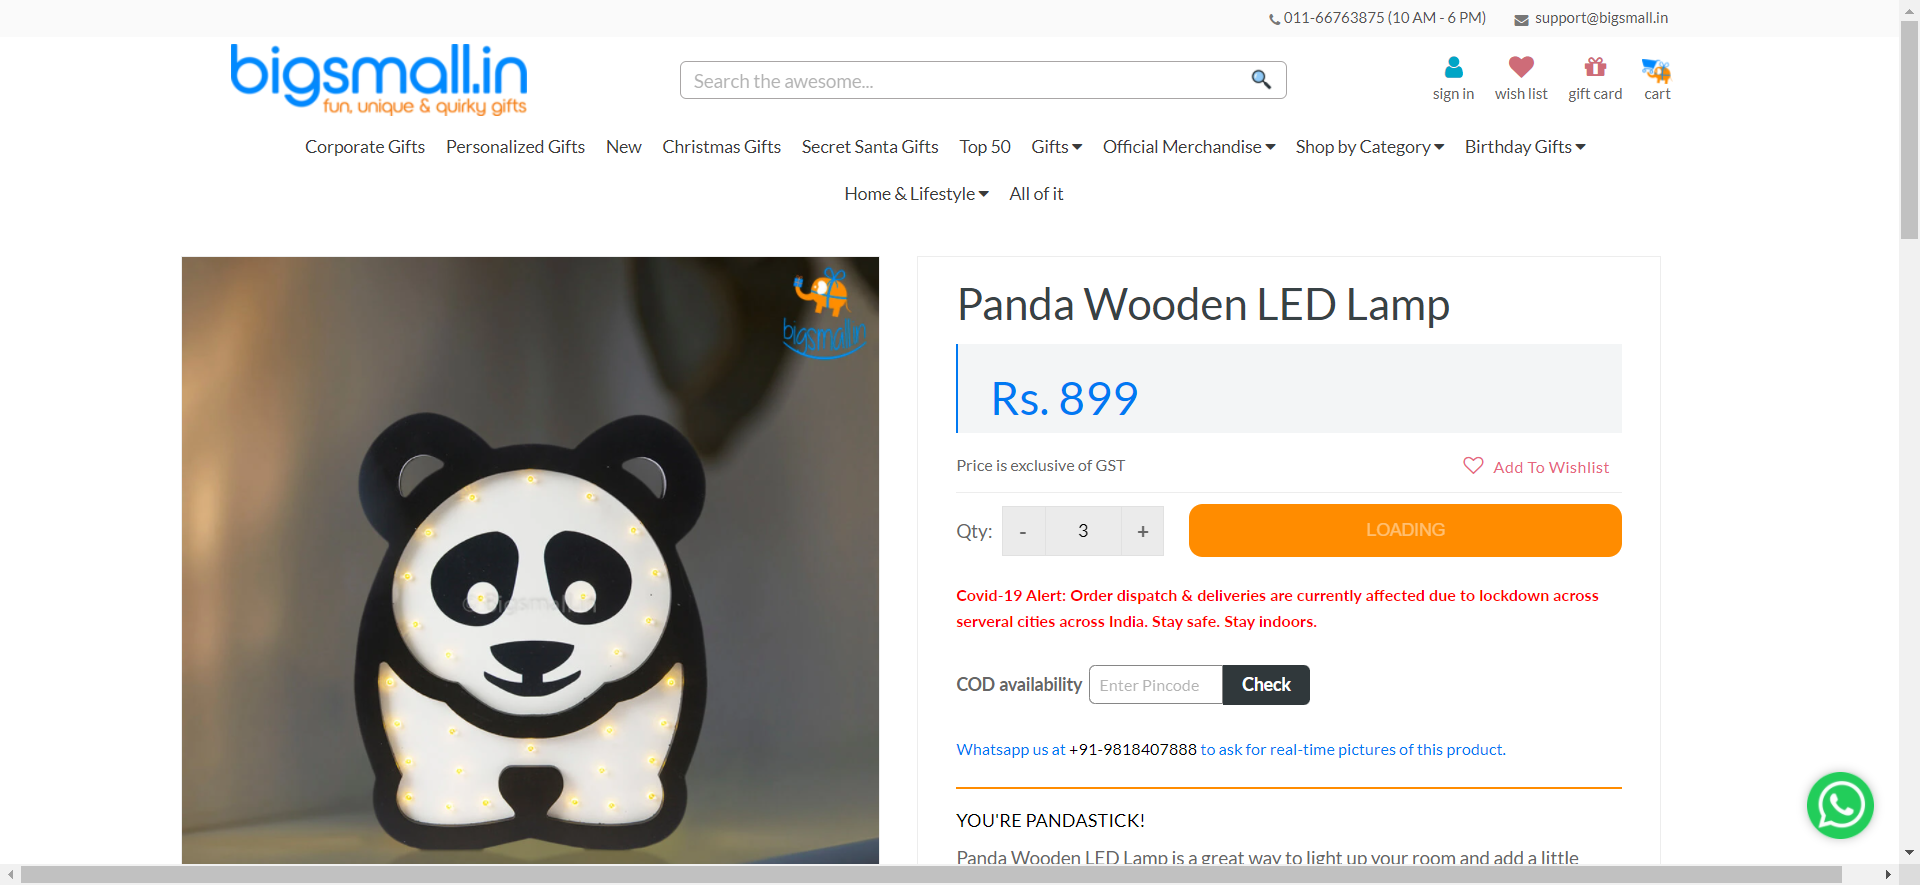 011-66763875 (10 AM - 6 PM) support@bigsmall.in
bigsmall.in
fun, unique & quirky gifts
Search the awesome...
sign in wish list gift card cart
Corporate Gifts Personalized Gifts New Christmas Gifts Secret Santa Gifts Top 50 Gifts Official Merchandise Shop by Category Birthday Gifts
Home & Lifestyle All of it
bigsmall.in
© Bigsmall.in
Panda Wooden LED Lamp
Rs. 899
Price is exclusive of GST
Add To Wishlist
Qty: - 3 + LOADING
Covid-19 Alert: Order dispatch & deliveries are currently affected due to lockdown across
serveral cities across India. Stay safe. Stay indoors.
COD availability Enter Pincode Check
Whatsapp us at +91-9818407888 to ask for real-time pictures of this product.
YOU'RE PANDASTICK!
Panda Wooden LED Lamp is a great way to light up your room and add a little